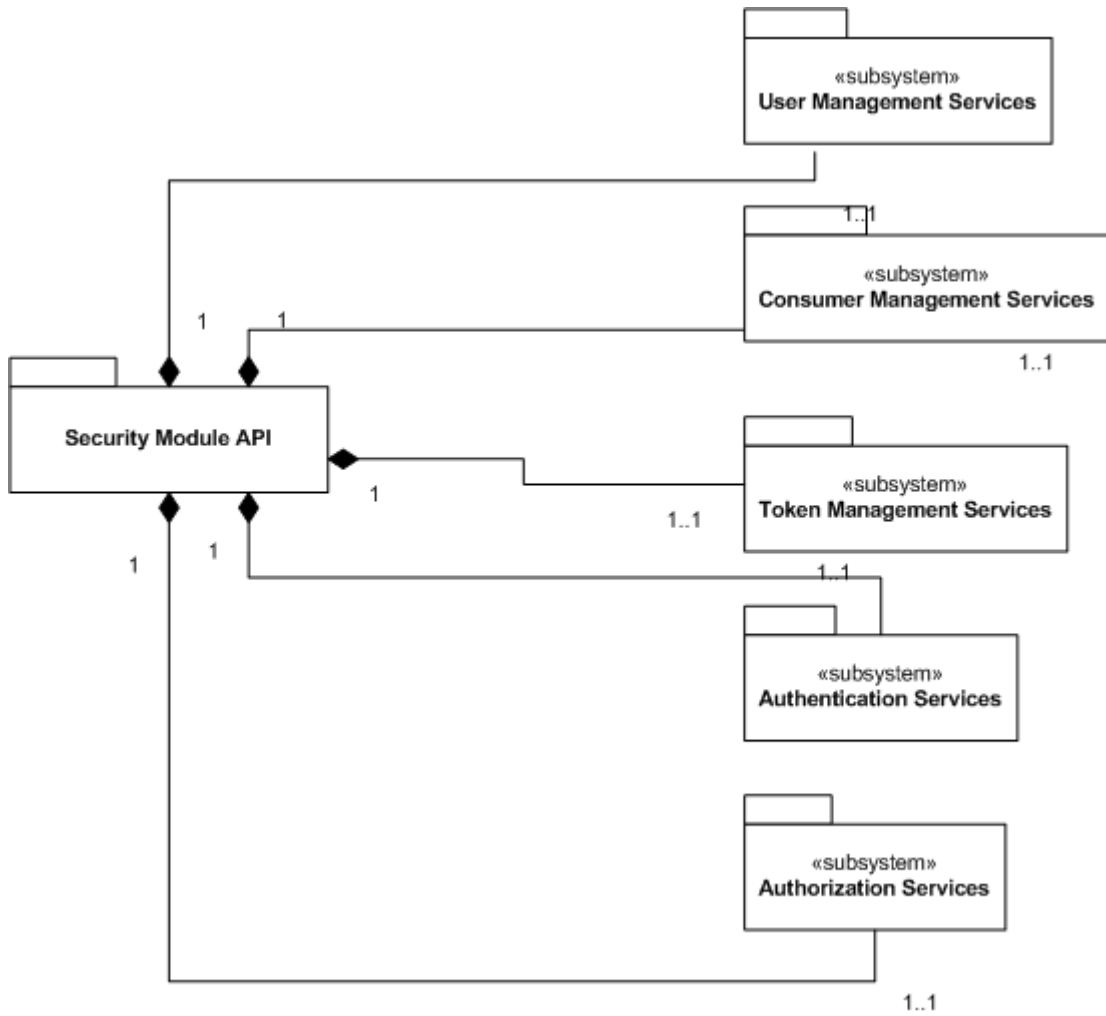 «subsystem»
User Management Services
1..1
«subsystem»
Consumer Management Services
1
1
1..1
Security Module API
«subsystem»
Token Management Services
1
1..1
1
1
1..1
«subsystem»
Authentication Services
«subsystem»
Authorization Services
1..1